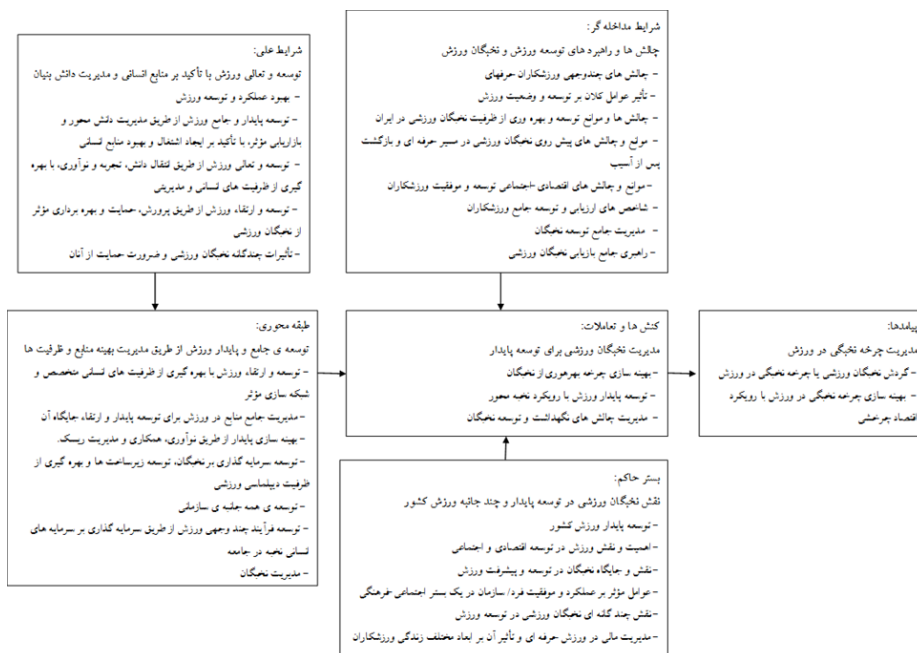 شرایط علی:
توسعه و تعالی ورزش با تأکید بر منابع انسانی و مدیریت دانش بنیان
- بهبود عملکرد و توسعه ورزش
- توسعه پایدار و جامع ورزش از طریق مدیریت دانش محور و
بازاریابی مؤثر، با تأکید بر ایجاد اشتغال و بهبود منابع انسانی
- توسعه و تعالی ورزش از طریق انتقال دانش، تجربه و نوآوری، با بهره
گیری از ظرفیت های انسانی و مدیریتی
- توسعه و ارتقاء ورزش از طریق پرورش، حمایت و بهره برداری مؤثر
از نخبگان ورزشی
- تأثیرات چندگانه نخبگان ورزشی و ضرورت حمایت از آنان
شرایط مداخله گر:
چالش ها و راهبرد های توسعه ورزش و نخبگان ورزش
- چالش های چندوجهی ورزشکاران حرفهای
- تأثیر عوامل کلان بر توسعه و وضعیت ورزش
- چالش ها و موانع توسعه و بهره وری از ظرفیت نخبگان ورزشی در ایران
- موانع و چالش های پیش روی نخبگان ورزشی در مسیر حرفه ای و بازگشت
پس از آسیب
- موانع و چالش های اقتصادی-اجتماعی توسعه و موفقیت ورزشکاران
- شاخص های ارزیابی و توسعه جامع ورزشکاران
- مدیریت جامع توسعه نخبگان
- راهبری جامع بازیابی نخبگان ورزشی
طبقه محوری:
توسعه ی جامع و پایدار ورزش از طریق مدیریت بهینه منابع و ظرفیت ها
- توسعه و ارتقاء ورزش با بهره گیری از ظرفیت های انسانی متخصص و
شبکه سازی مؤثر
- مدیریت جامع منابع در ورزش برای توسعه پایدار و ارتقاء جایگاه آن
- بهینه سازی پایدار از طریق نوآوری، همکاری و مدیریت ریسک.
- توسعه سرمایه گذاری بر نخبگان، توسعه زیرساخت ها و بهره گیری از
ظرفیت دیپلماسی ورزشی
- توسعه ی همه جانبه ی سازمانی
- توسعه فرآیند چند وجهی ورزش از طریق سرمایه گذاری بر سرمایه های
انسانی نخبه در جامعه
- مدیریت نخبگان
کنش ها و تعاملات:
مدیریت نخبگان ورزشی برای توسعه پایدار
- بهینه سازی چرخه بهرهوری از نخبگان
- توسعه پایدار ورزش با رویکرد نخبه محور
- مدیریت چالش های نگهداشت و توسعه نخبگان
پیامدها:
مدیریت چرخه نخبگی در ورزش
- گردش نخبگان ورزشی یا چرخه نخبگی در ورزش
- بهینه سازی چرخه نخبگی در ورزش با رویکرد
اقتصاد چرخشی
بستر حاکم:
نقش نخبگان ورزشی در توسعه پایدار و چند جانبه ورزش کشور
- توسعه پایدار ورزش کشور
- اهمیت و نقش ورزش در توسعه اقتصادی و اجتماعی
- نقش و جایگاه نخبگان در توسعه و پیشرفت ورزش
- عوامل مؤثر بر عملکرد و موفقیت فرد/ سازمان در یک بستر اجتماعی-فرهنگی
- نقش چند گانه ای نخبگان ورزشی در توسعه ورزش
- مدیریت مالی در ورزش حرفه ای و تأثیر آن بر ابعاد مختلف زندگی ورزشکاران